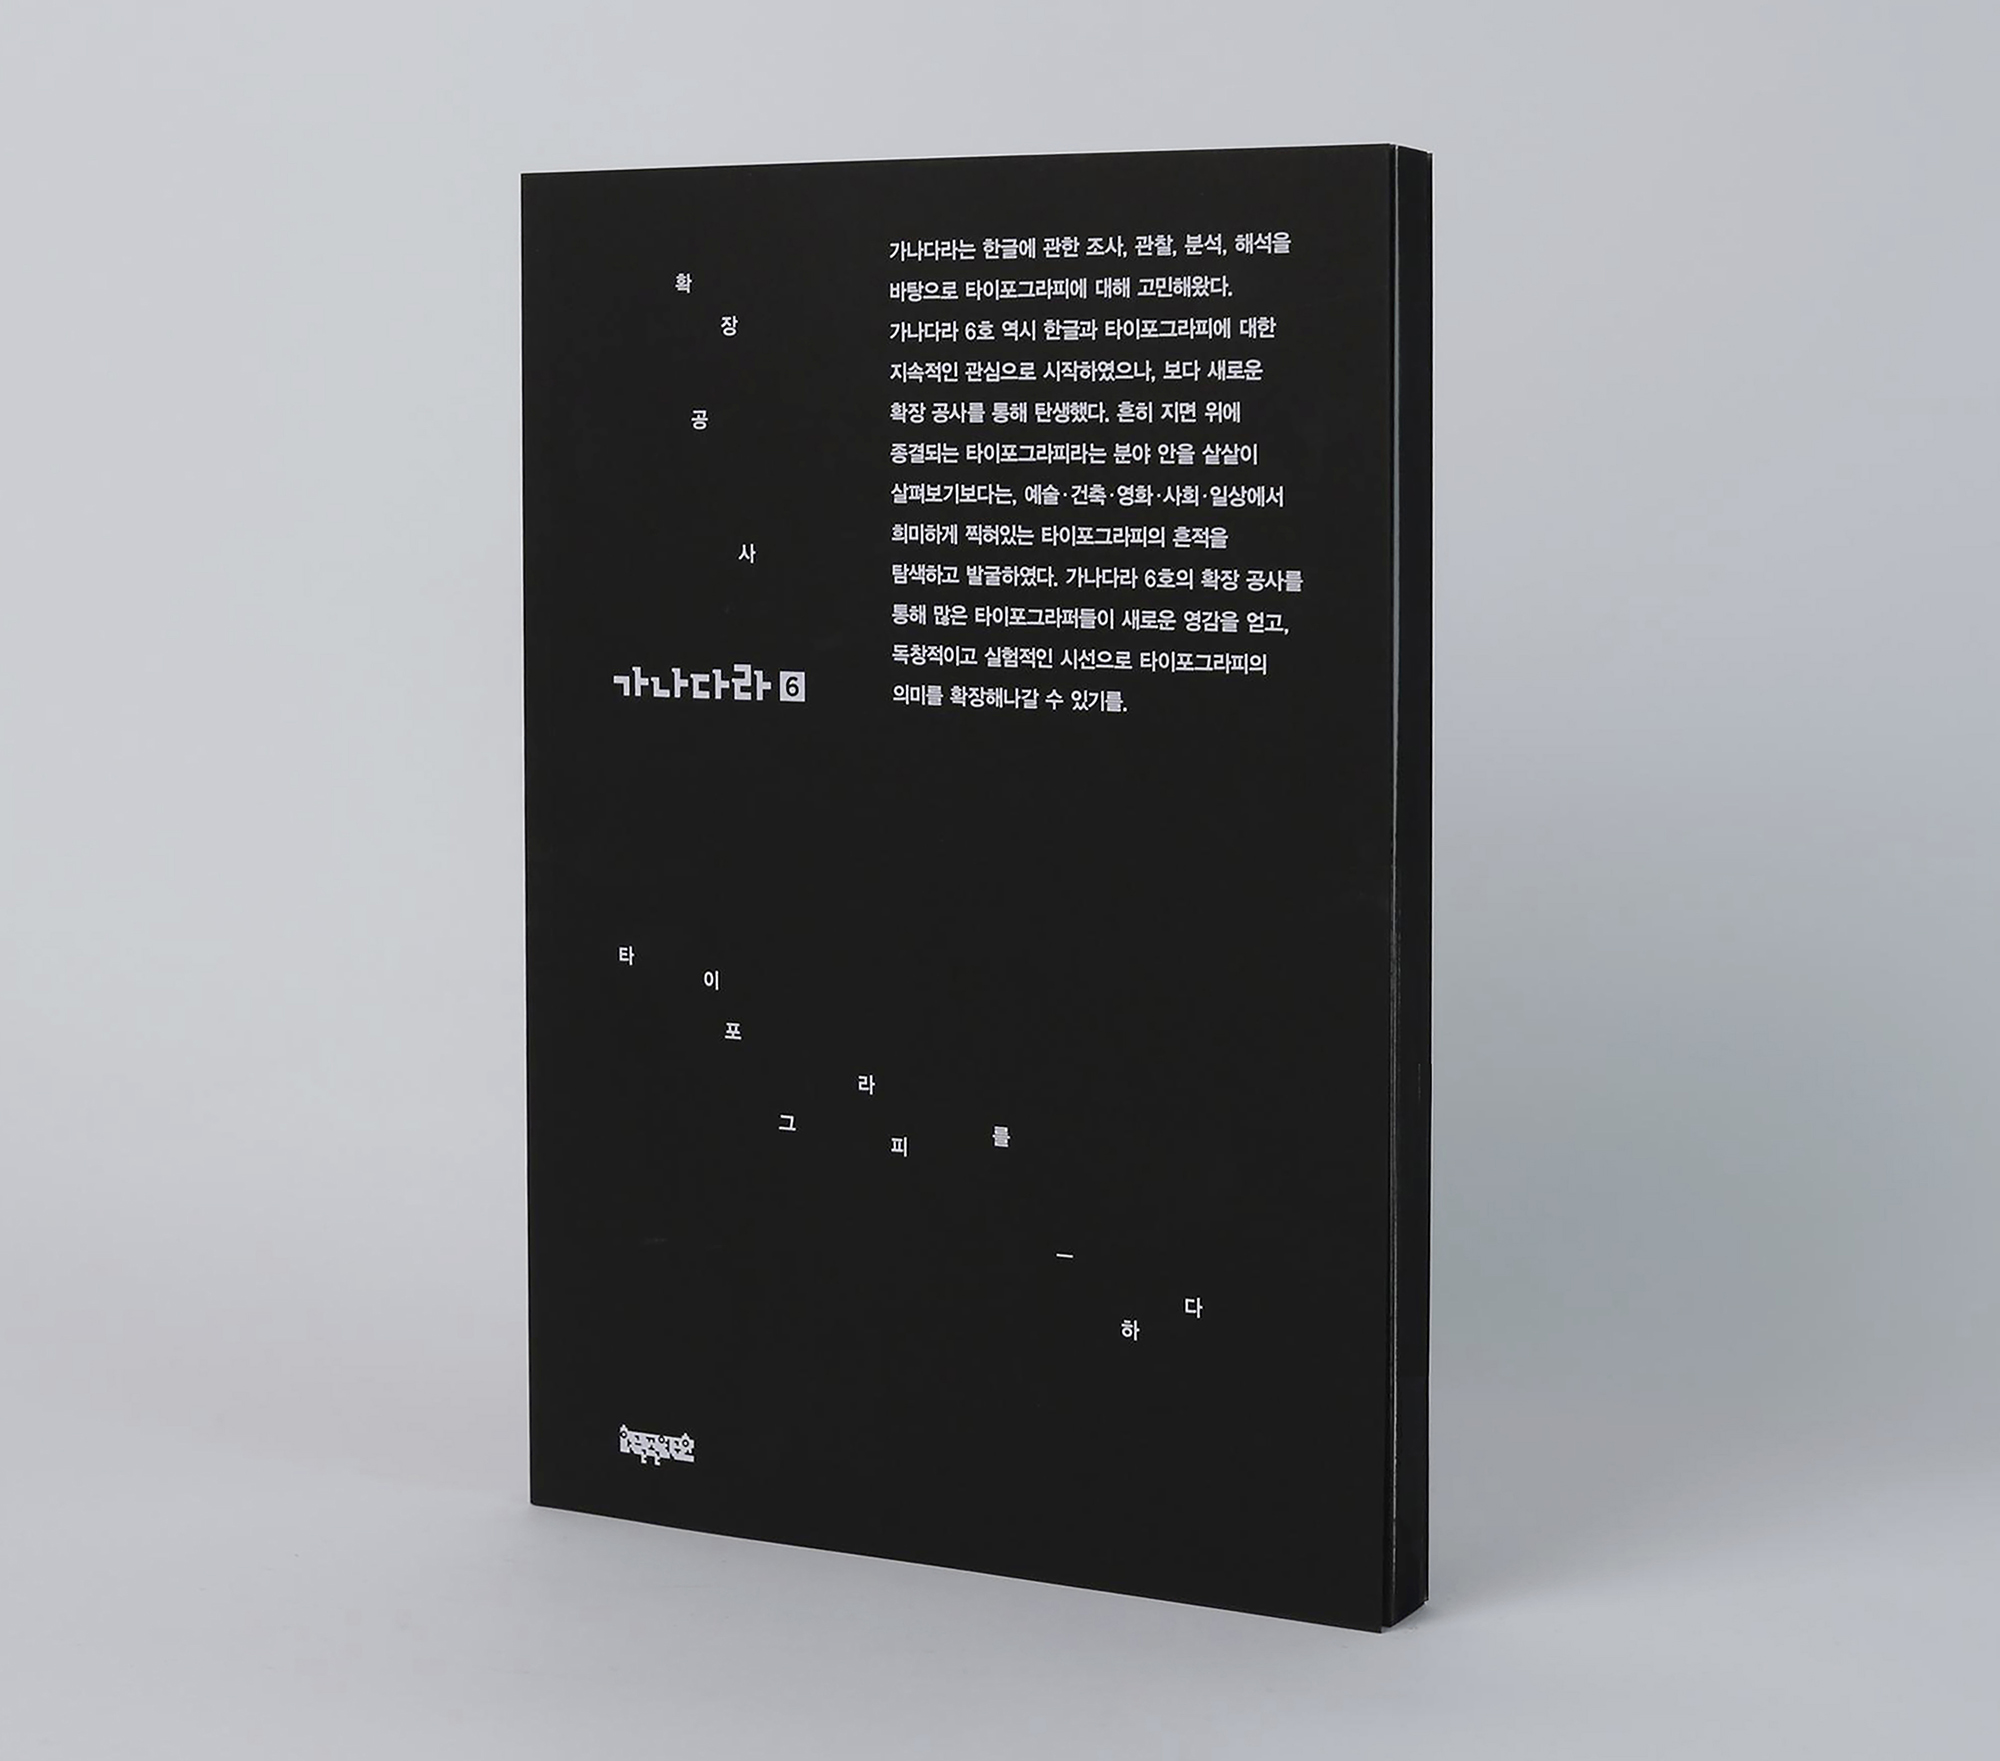 확
장
공
사
가나다라 6
가나다라는 한글에 관한 조사, 관찰, 분석, 해석을
바탕으로 타이포그라피에 대해 고민해왔다.
가나다라 6호 역시 한글과 타이포그라피에 대한
지속적인 관심으로 시작하였으나, 보다 새로운
확장 공사를 통해 탄생했다. 흔히 지면 위에
종결되는 타이포그라피라는 분야 안을 샅샅이
살펴보기보다는, 예술·건축·영화·사회·일상에서
희미하게 찍혀있는 타이포그라피의 흔적을
탐색하고 발굴하였다. 가나다라 6호의 확장 공사를
통해 많은 타이포그라퍼들이 새로운 영감을 얻고,
독창적이고 실험적인 시선으로 타이포그라피의
의미를 확장해나갈 수 있기를.
타
이
포
그
라
피
를
—
하
다